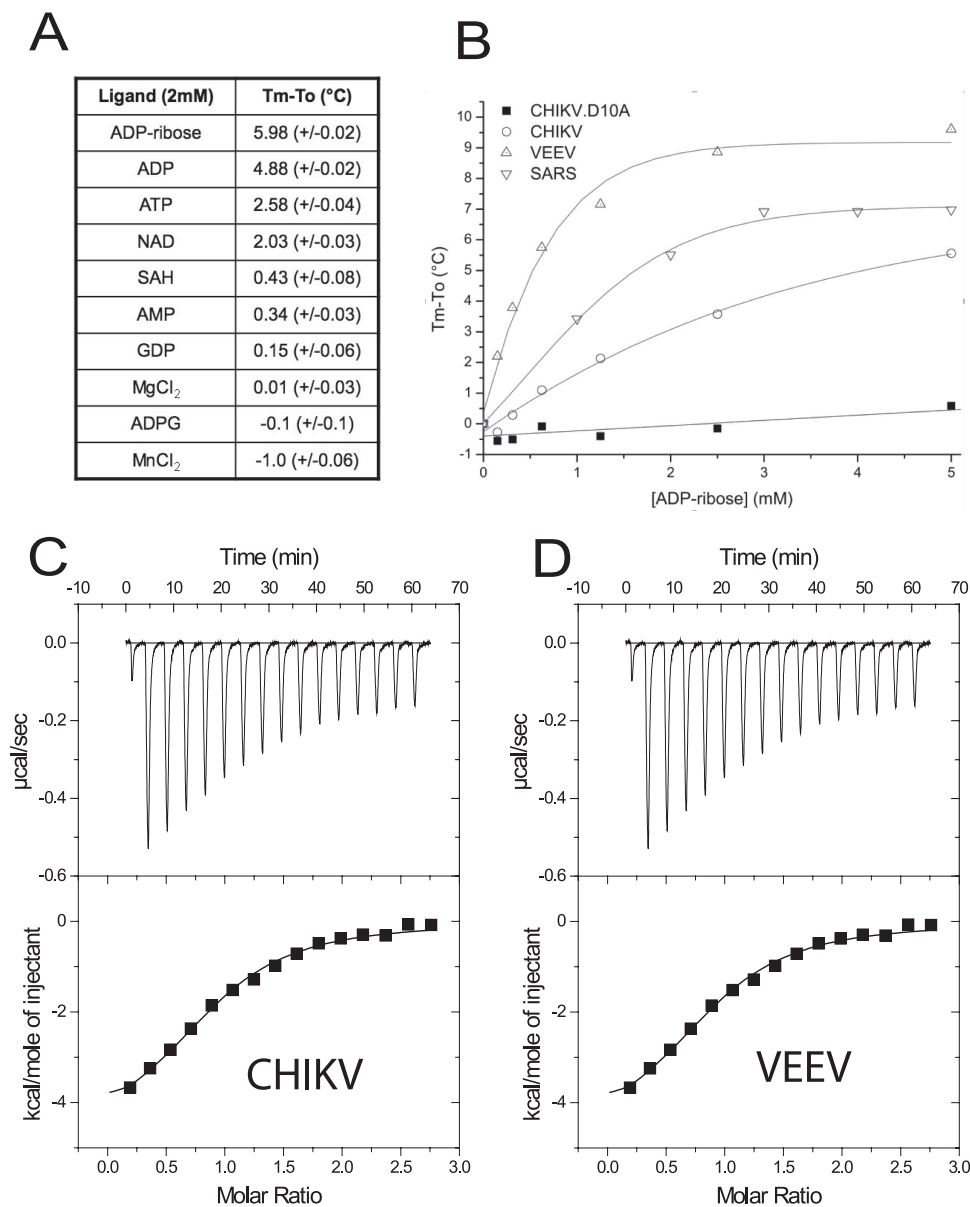 A
Ligand (2mM) Tm-To (°C)
ADP-ribose 5.98 (+/-0.02)
ADP 4.88 (+/-0.02)
ATP 2.58 (+/-0.04)
NAD 2.03 (+/-0.03)
SAH 0.43 (+/-0.08)
AMP 0.34 (+/-0.03)
GDP 0.15 (+/-0.06)
MgCl₂ 0.01 (+/-0.03)
ADPG -0.1 (+/-0.1)
MnCl₂ -1.0 (+/-0.06)
B
CHIKV.D10A
CHIKV
VEEV
SARS
10
9
8
7
6
5
4
3
2
1
0
-1
Tm-To (°C)
0 1 2 3 4 5
[ADP-ribose] (mM)
C
Time (min)
-10 0 10 20 30 40 50 60 70
0.0
-0.2
-0.4
-0.6
µcal/sec
0
-2
-4
kcal/mole of injectant
CHIKV
0.0 0.5 1.0 1.5 2.0 2.5 3.0
Molar Ratio
D
Time (min)
-10 0 10 20 30 40 50 60 70
0.0
-0.2
-0.4
-0.6
µcal/sec
0
-2
-4
kcal/mole of injectant
VEEV
0.0 0.5 1.0 1.5 2.0 2.5 3.0
Molar Ratio